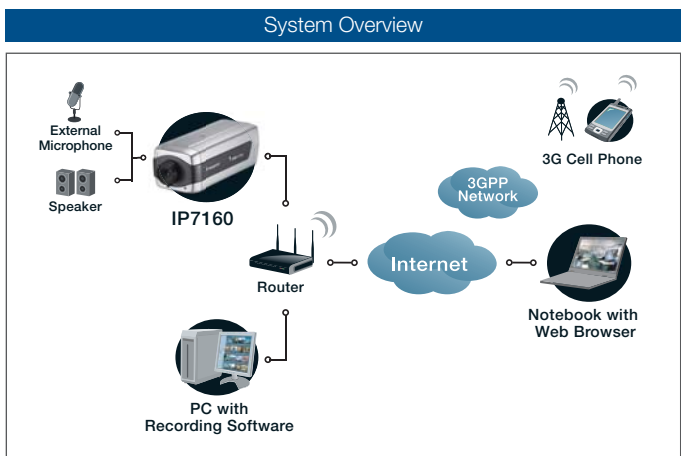 System Overview
External
Microphone
Speaker
IP7160
3G Cell Phone
3GPP
Network
Router
Internet
Notebook with
Web Browser
PC with
Recording Software